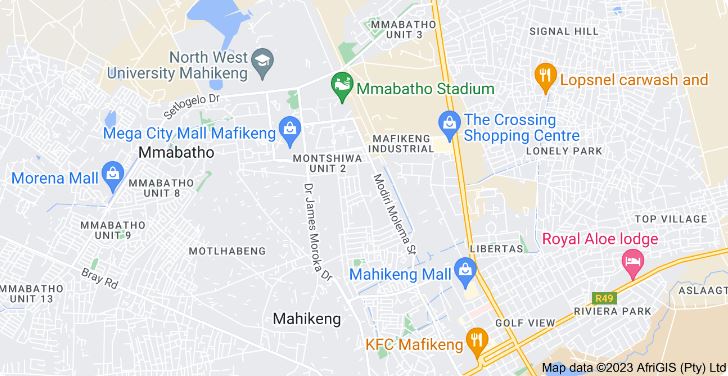 MMABATHO
UNIT 3
SIGNAL HILL
North West
University Mahikeng
Mmabatho Stadium
Lopsnel carwash and
Setlogelo Dr
Mega City Mall Mafikeng
The Crossing
Shopping Centre
MAFIKENG
INDUSTRIAL
Mmabatho
LONELY PARK
MONTSHIWA
UNIT 2
Morena Mall
MMABATHO
UNIT 8
Dr James Moroka Dr
Modiri Molema St
MMABATHO
UNIT 9
TOP VILLAGE
MOTLHABENG
LIBERTAS
Royal Aloe lodge
Bray Rd
Mahikeng Mall
MMABATHO
UNIT 13
ASLAAGT
R49
RIVIERA PARK
Mahikeng
GOLF VIEW
KFC Mafikeng
Map data ©2023 AfriGIS (Pty) Ltd